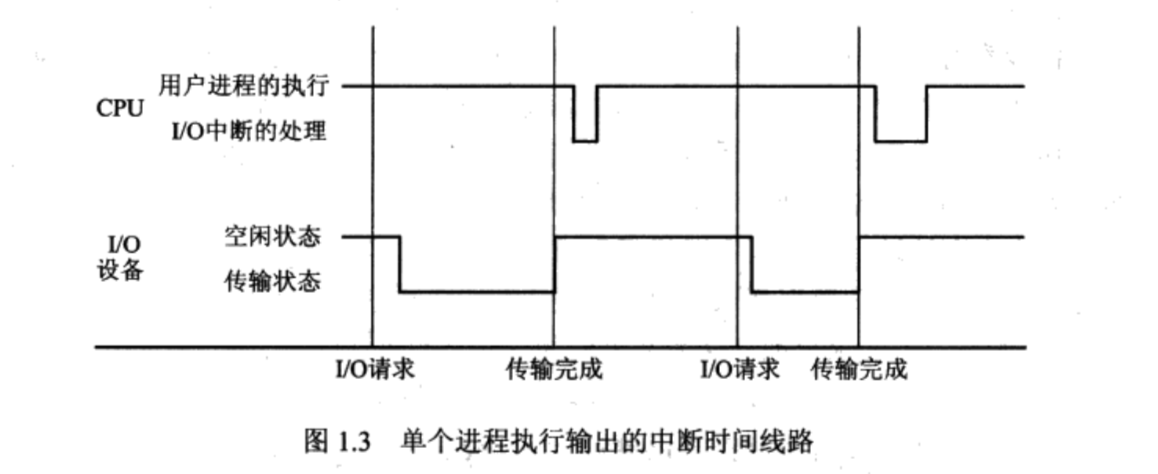 用户进程的执行
CPU
I/O中断的处理
空闲状态
I/O
设备
传输状态
I/O请求 传输完成 I/O请求 传输完成
图 1.3 单个进程执行输出的中断时间线路